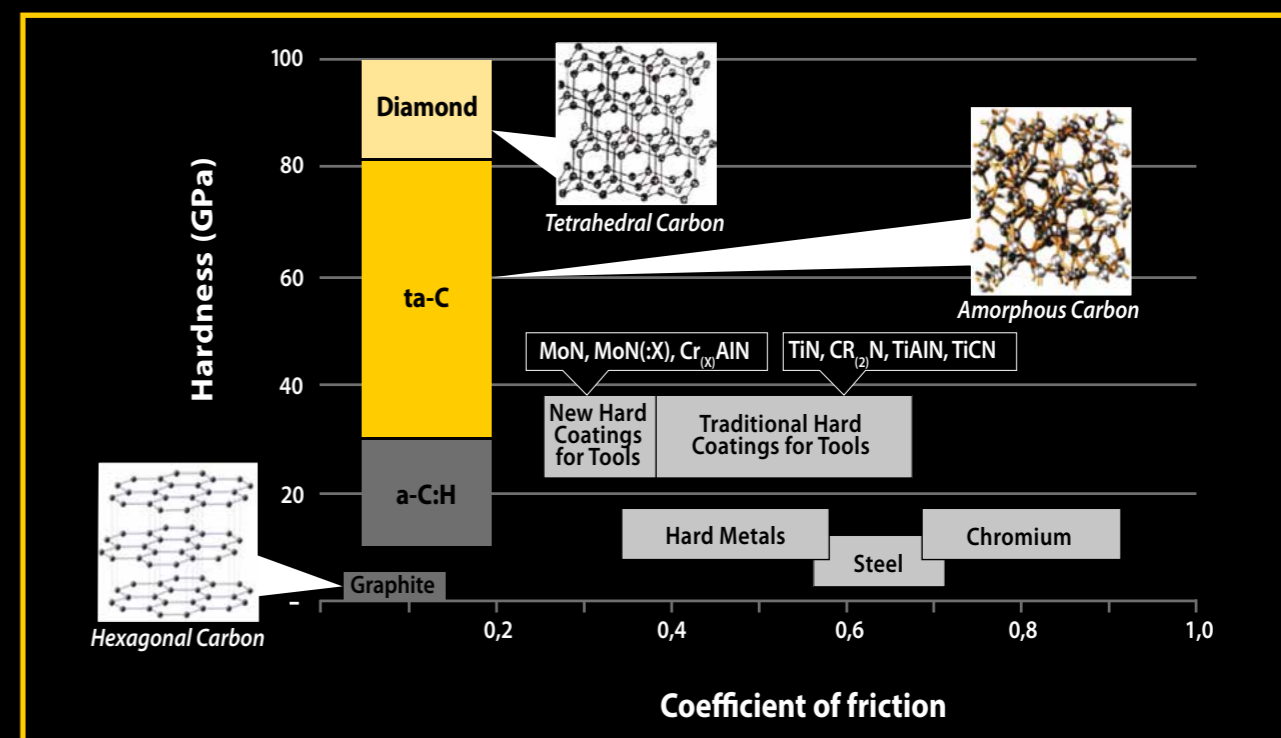 100
80
60
40
20
–
Hardness (GPa)
Diamond
ta-C
a-C:H
Graphite
Tetrahedral Carbon
Amorphous Carbon
Hexagonal Carbon
MoN, MoN(:X), Cr(X)AlN
TiN, CR(2)N, TiAlN, TiCN
New Hard
Coatings
for Tools
Traditional Hard
Coatings for Tools
Hard Metals
Steel
Chromium
0,2
0,4
0,6
0,8
1,0
Coefficient of friction